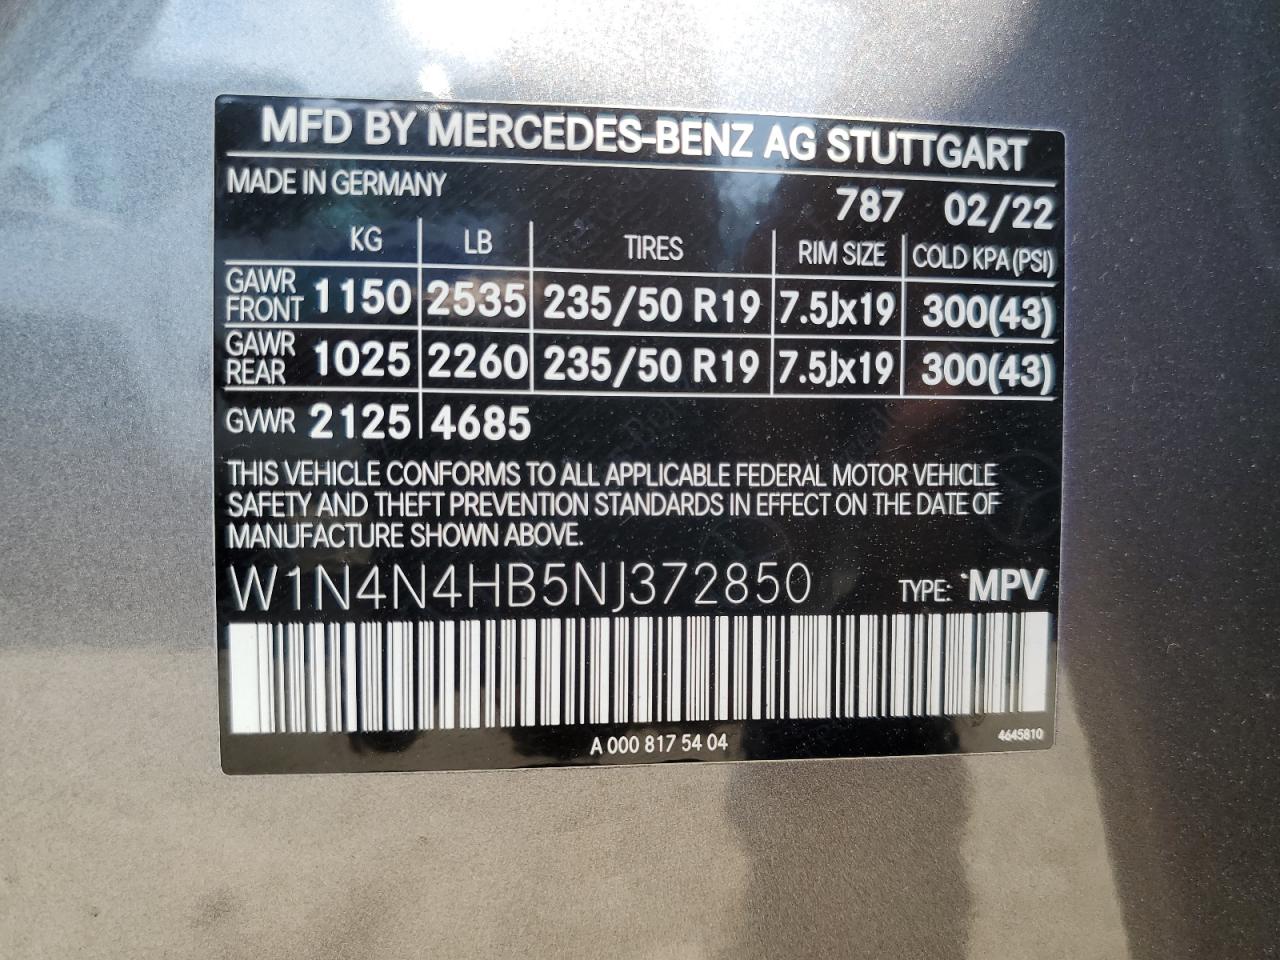 MFD BY MERCEDES-BENZ AG STUTTGART
MADE IN GERMANY 787 02/22
KG LB TIRES RIM SIZE COLD KPA (PSI)
GAWR FRONT 1150 2535 235/50 R19 7.5Jx19 300(43)
GAWR REAR 1025 2260 235/50 R19 7.5Jx19 300(43)
GVWR 2125 4685
THIS VEHICLE CONFORMS TO ALL APPLICABLE FEDERAL MOTOR VEHICLE
SAFETY AND THEFT PREVENTION STANDARDS IN EFFECT ON THE DATE OF
MANUFACTURE SHOWN ABOVE.
W1N4N4HB5NJ372850 TYPE: MPV
A 000 817 54 04 4645810